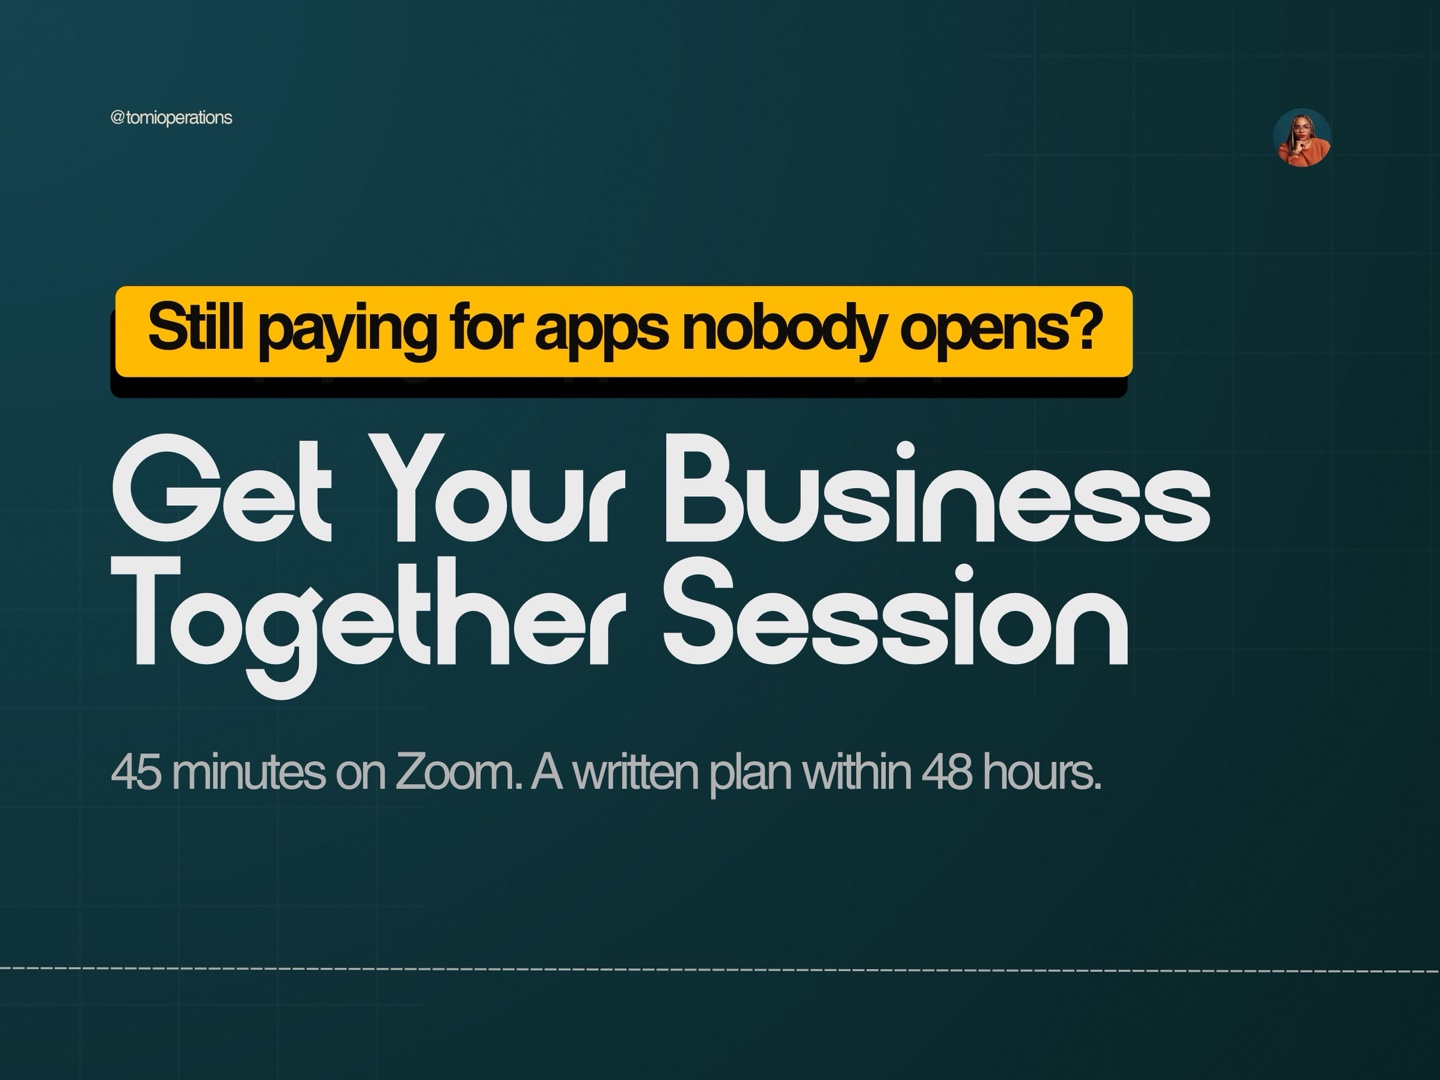 @tomioperations
Still paying for apps nobody opens?
Get Your Business
Together Session
45 minutes on Zoom. A written plan within 48 hours.